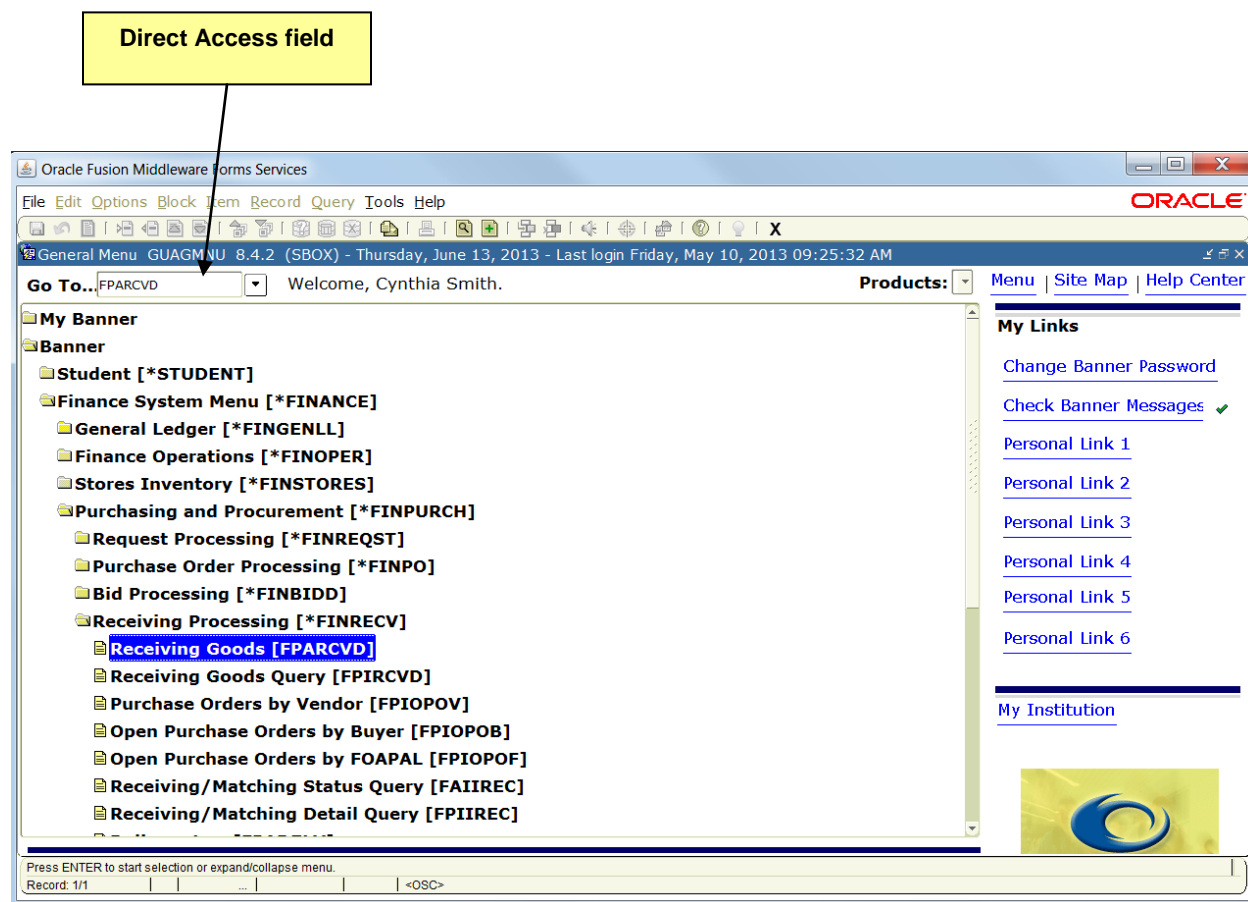 Direct Access field
Oracle Fusion Middleware Forms Services
File Edit Options Block Item Record Query Tools Help
ORACLE
X
General Menu GUAGMNU 8.4.2 (SBOX) - Thursday, June 13, 2013 - Last login Friday, May 10, 2013 09:25:32 AM
Go To... FPARCVD Welcome, Cynthia Smith. Products: Menu | Site Map | Help Center
My Banner
Banner
Student [*STUDENT]
Finance System Menu [*FINANCE]
General Ledger [*FINGENLL]
Finance Operations [*FINOPER]
Stores Inventory [*FINSTORES]
Purchasing and Procurement [*FINPURCH]
Request Processing [*FINREQST]
Purchase Order Processing [*FINPO]
Bid Processing [*FINBIDD]
Receiving Processing [*FINRECV]
Receiving Goods [FPARCVD]
Receiving Goods Query [FPIRCVD]
Purchase Orders by Vendor [FPIOPOV]
Open Purchase Orders by Buyer [FPIOPOB]
Open Purchase Orders by FOAPAL [FPIOPOF]
Receiving/Matching Status Query [FAIIREC]
Receiving/Matching Detail Query [FPIIREC]
My Links
Change Banner Password
Check Banner Messages
Personal Link 1
Personal Link 2
Personal Link 3
Personal Link 4
Personal Link 5
Personal Link 6
My Institution
Press ENTER to start selection or expand/collapse menu.
Record: 1/1 ... <OSC>